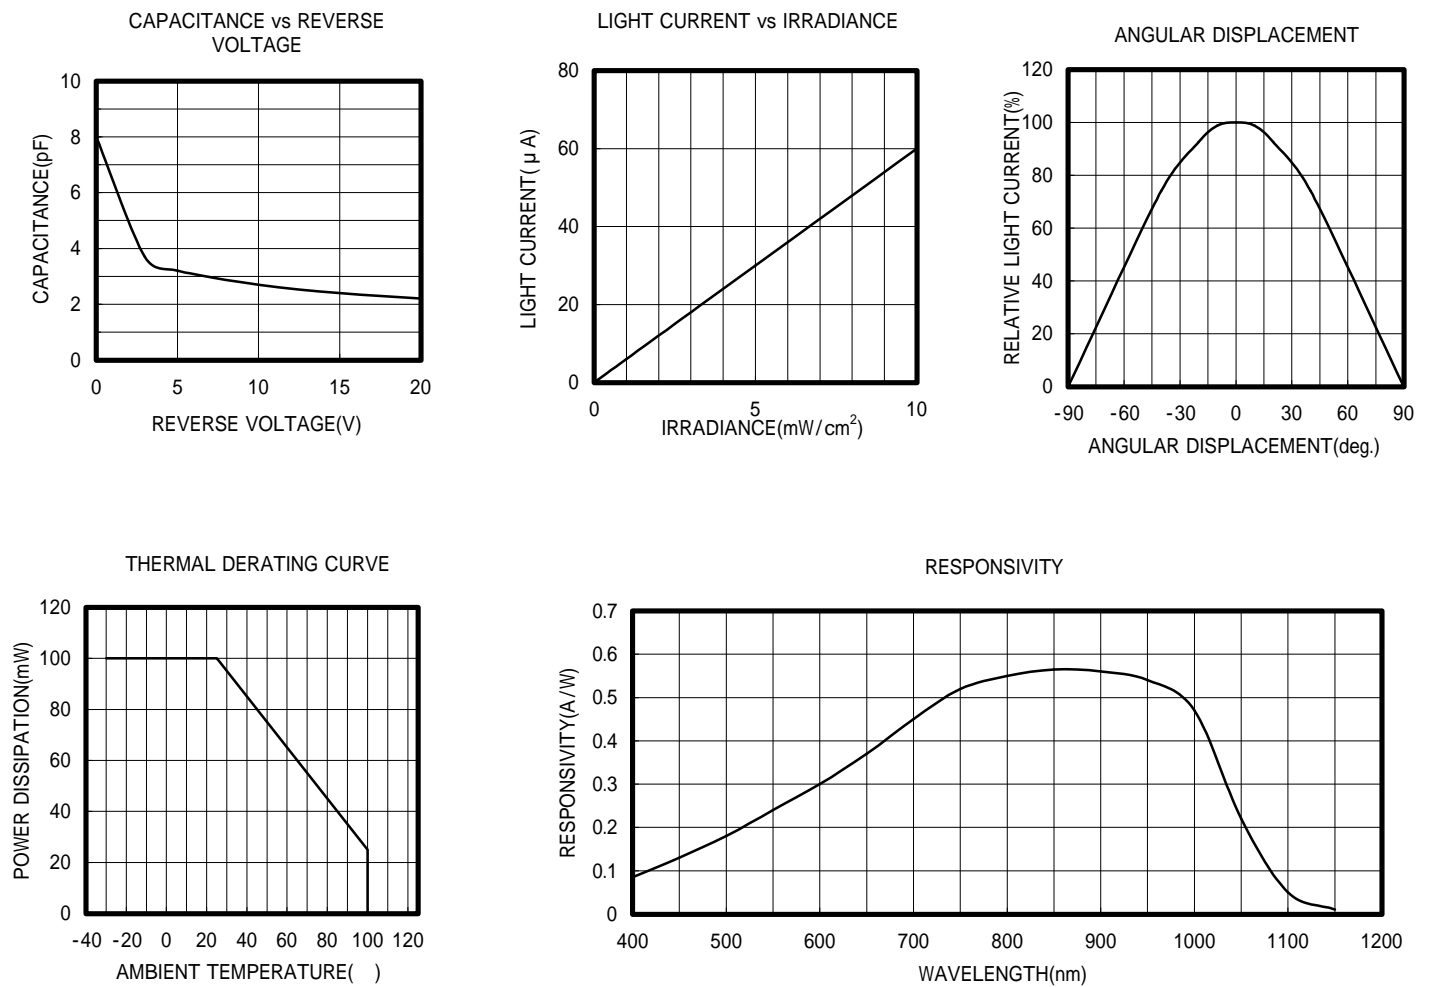 CAPACITANCE vs REVERSE
VOLTAGE
10
8
6
4
2
0
CAPACITANCE(pF)
0 5 10 15 20
REVERSE VOLTAGE(V)
LIGHT CURRENT vs IRRADIANCE
80
60
40
20
0
LIGHT CURRENT( μ A)
0 5 10
IRRADIANCE(mW/cm²)
ANGULAR DISPLACEMENT
120
100
80
60
40
20
0
RELATIVE LIGHT CURRENT(%)
-90 -60 -30 0 30 60 90
ANGULAR DISPLACEMENT(deg.)
THERMAL DERATING CURVE
120
100
80
60
40
20
0
POWER DISSIPATION(mW)
-40 -20 0 20 40 60 80 100 120
AMBIENT TEMPERATURE( )
RESPONSIVITY
0.7
0.6
0.5
0.4
0.3
0.2
0.1
0
RESPONSIVITY(A/W)
400 500 600 700 800 900 1000 1100 1200
WAVELENGTH(nm)